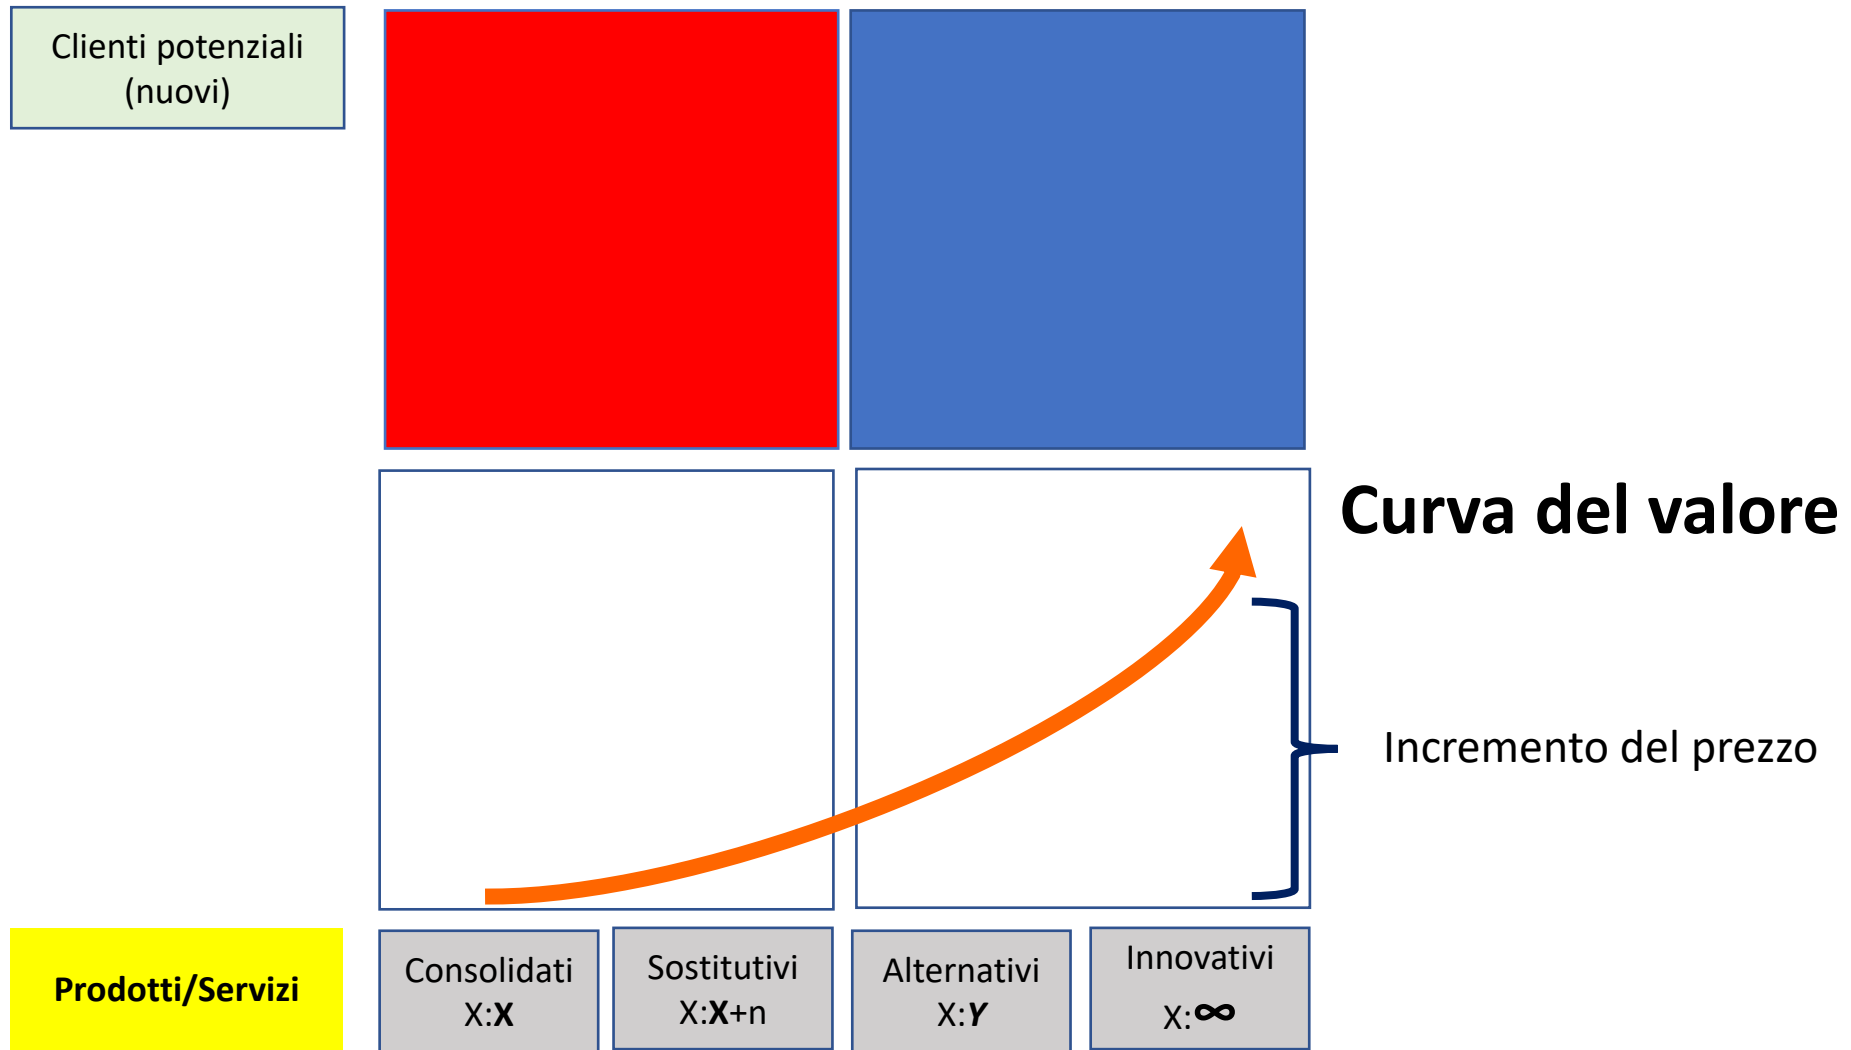 Clienti potenziali
(nuovi)
Curva del valore
Incremento del prezzo
Prodotti/Servizi
Consolidati
X:X
Sostitutivi
X:X+n
Alternativi
X:Y
Innovativi
X:∞